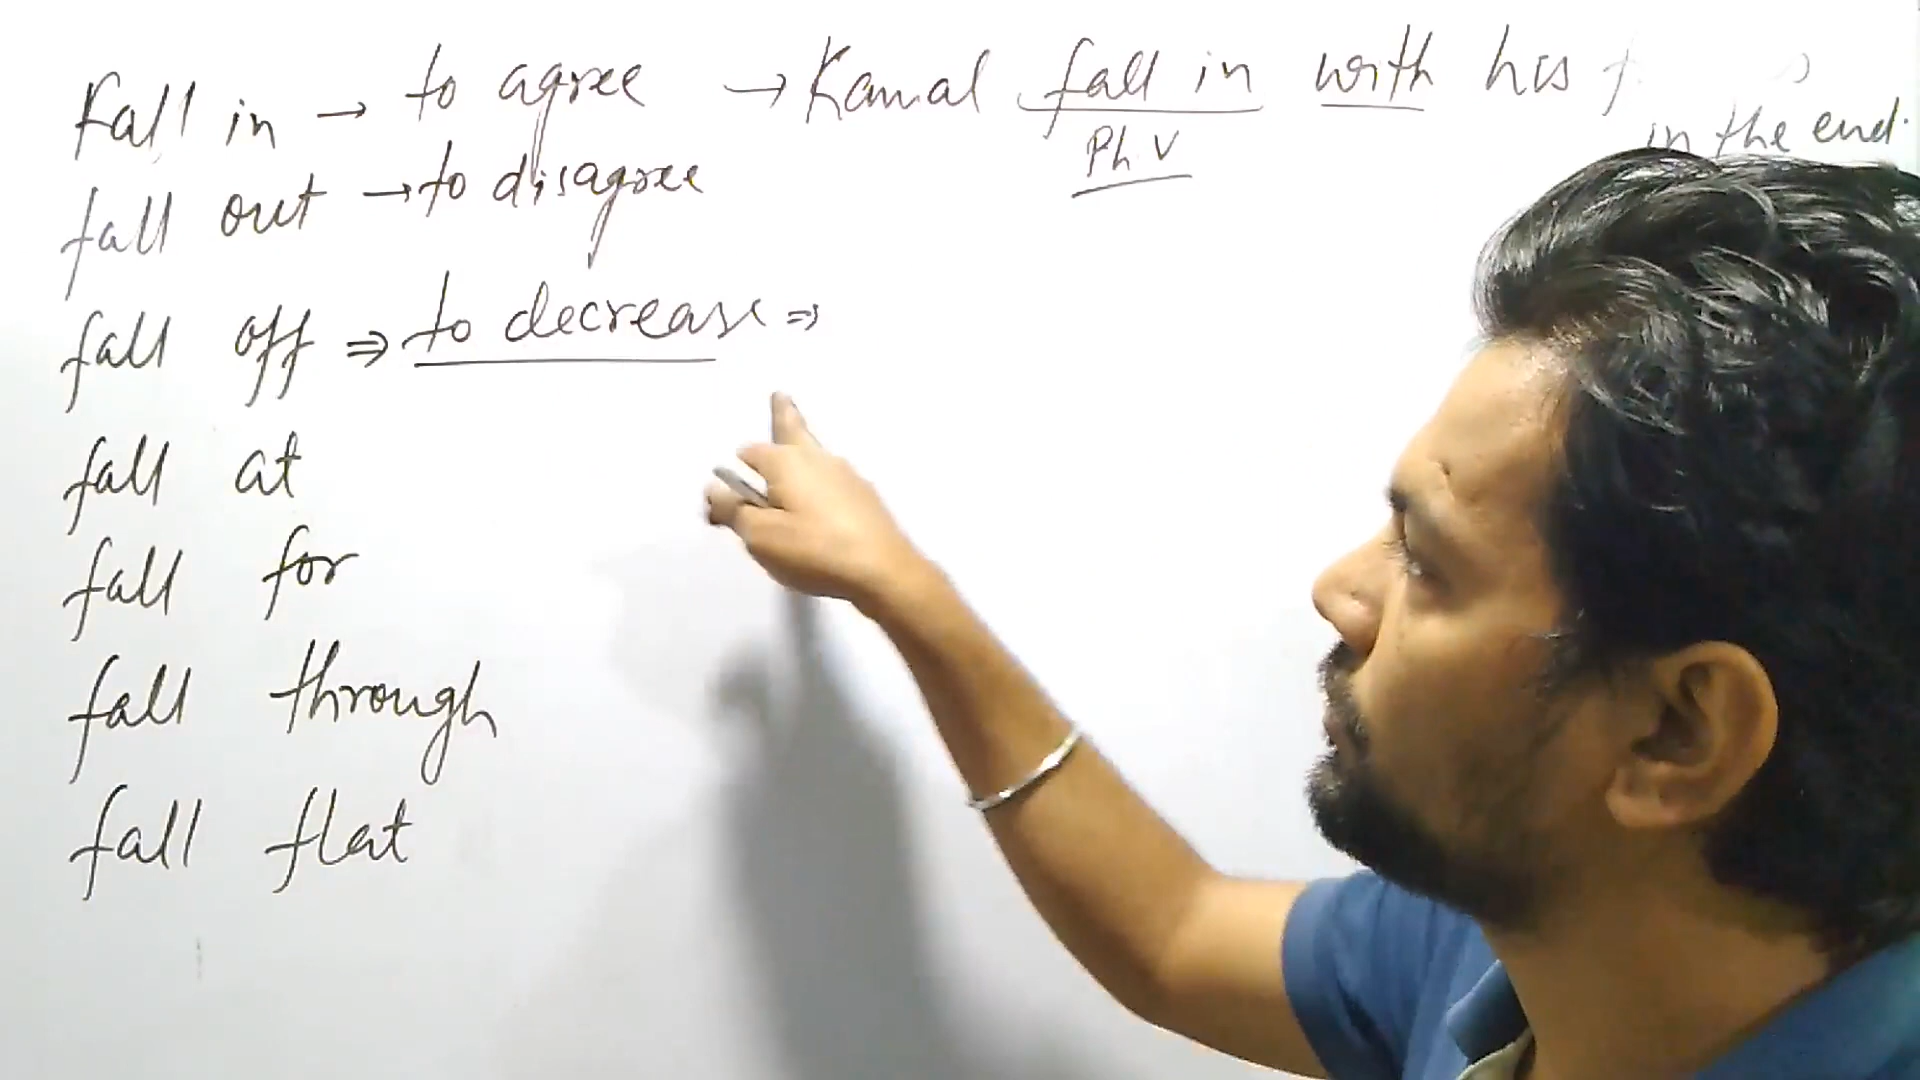 Fall in → to agree → Kamal fall in with his
in the end.
Ph V
fall out → to disagree
fall off ⇒ to decrease ⇒
fall at
fall for
fall through
fall flat